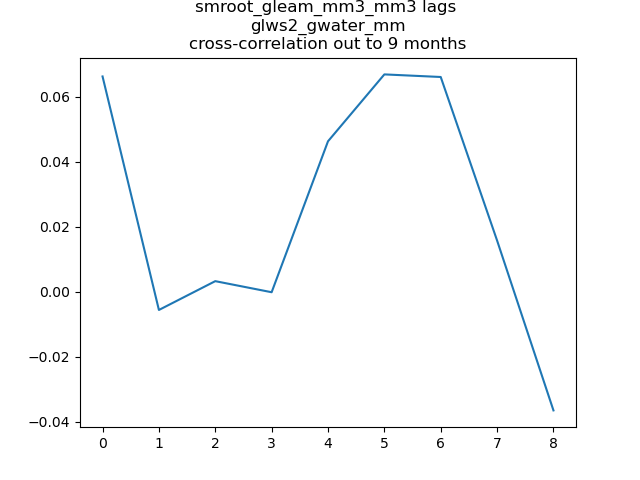 smroot_gleam_mm3_mm3 lags
glws2_gwater_mm
cross-correlation out to 9 months
0.06
0.04
0.02
0.00
−0.02
−0.04
0 1 2 3 4 5 6 7 8